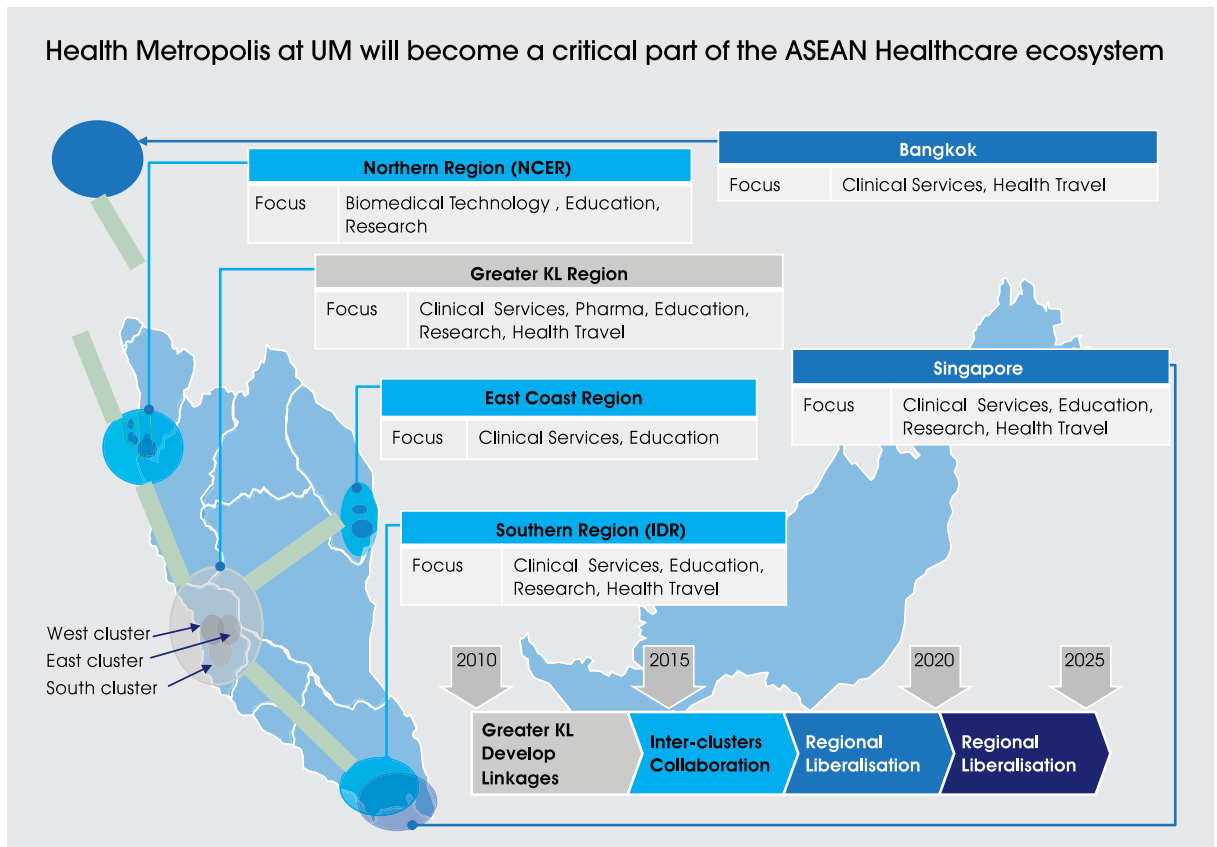 Health Metropolis at UM will become a critical part of the ASEAN Healthcare ecosystem
Bangkok
Focus Clinical Services, Health Travel
Northern Region (NCER)
Focus Biomedical Technology , Education,
Research
Greater KL Region
Focus Clinical Services, Pharma, Education,
Research, Health Travel
Singapore
Focus Clinical Services, Education,
Research, Health Travel
East Coast Region
Focus Clinical Services, Education
Southern Region (IDR)
Focus Clinical Services, Education,
Research, Health Travel
West cluster
East cluster
South cluster
2010 2015 2020 2025
Greater KL
Develop
Linkages
Inter-clusters
Collaboration
Regional
Liberalisation
Regional
Liberalisation